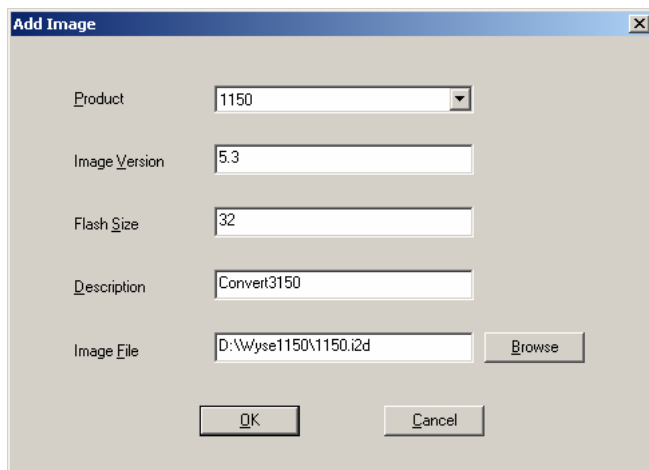 Add Image
Product 1150
Image Version 5.3
Flash Size 32
Description Convert3150
Image File D:\Wyse1150\1150.i2d Browse
OK Cancel